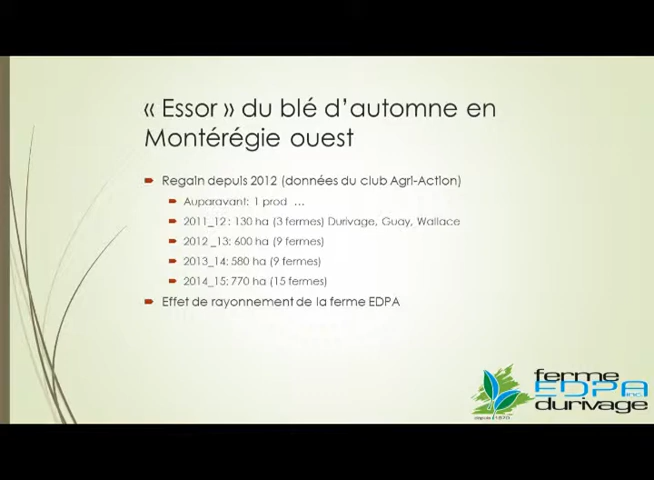 « Essor » du blé d'automne en
Montérégie ouest
Regain depuis 2012 (données du club Agri-Action)
Auparavant: 1 prod …
2011_12 : 130 ha (3 fermes) Durivage, Guay, Wallace
2012 _13: 600 ha (9 fermes)
2013_14: 580 ha (9 fermes)
2014_15: 770 ha (15 fermes)
Effet de rayonnement de la ferme EDPA
ferme
EDPA inc.
durivage